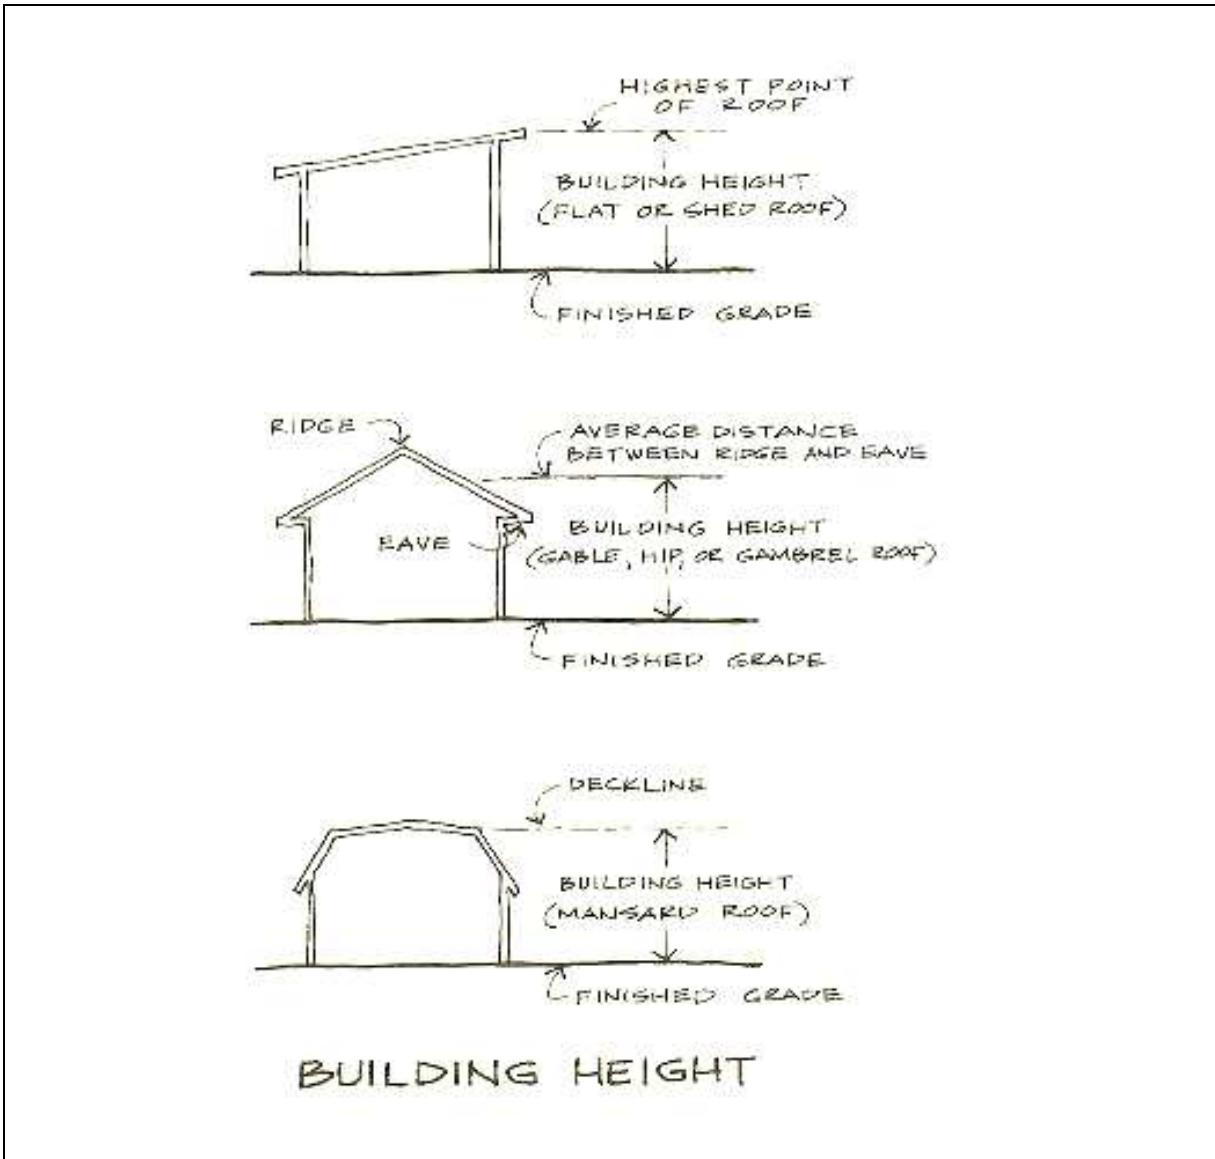 HIGHEST POINT
OF ROOF
BUILDING HEIGHT
(FLAT OR SHED ROOF)
FINISHED GRADE
RIDGE
AVERAGE DISTANCE
BETWEEN RIDGE AND EAVE
EAVE
BUILDING HEIGHT
(GABLE, HIP, OR GAMBREL ROOF)
FINISHED GRADE
DECKLINE
BUILDING HEIGHT
(MANSARD ROOF)
FINISHED GRADE
BUILDING HEIGHT